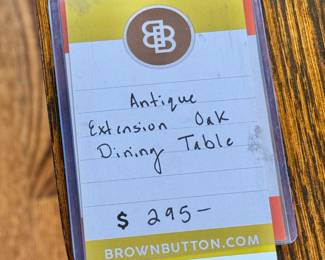 BB
Antique
Extension Oak
Dining Table
$ 295-
BROWNBUTTON.COM